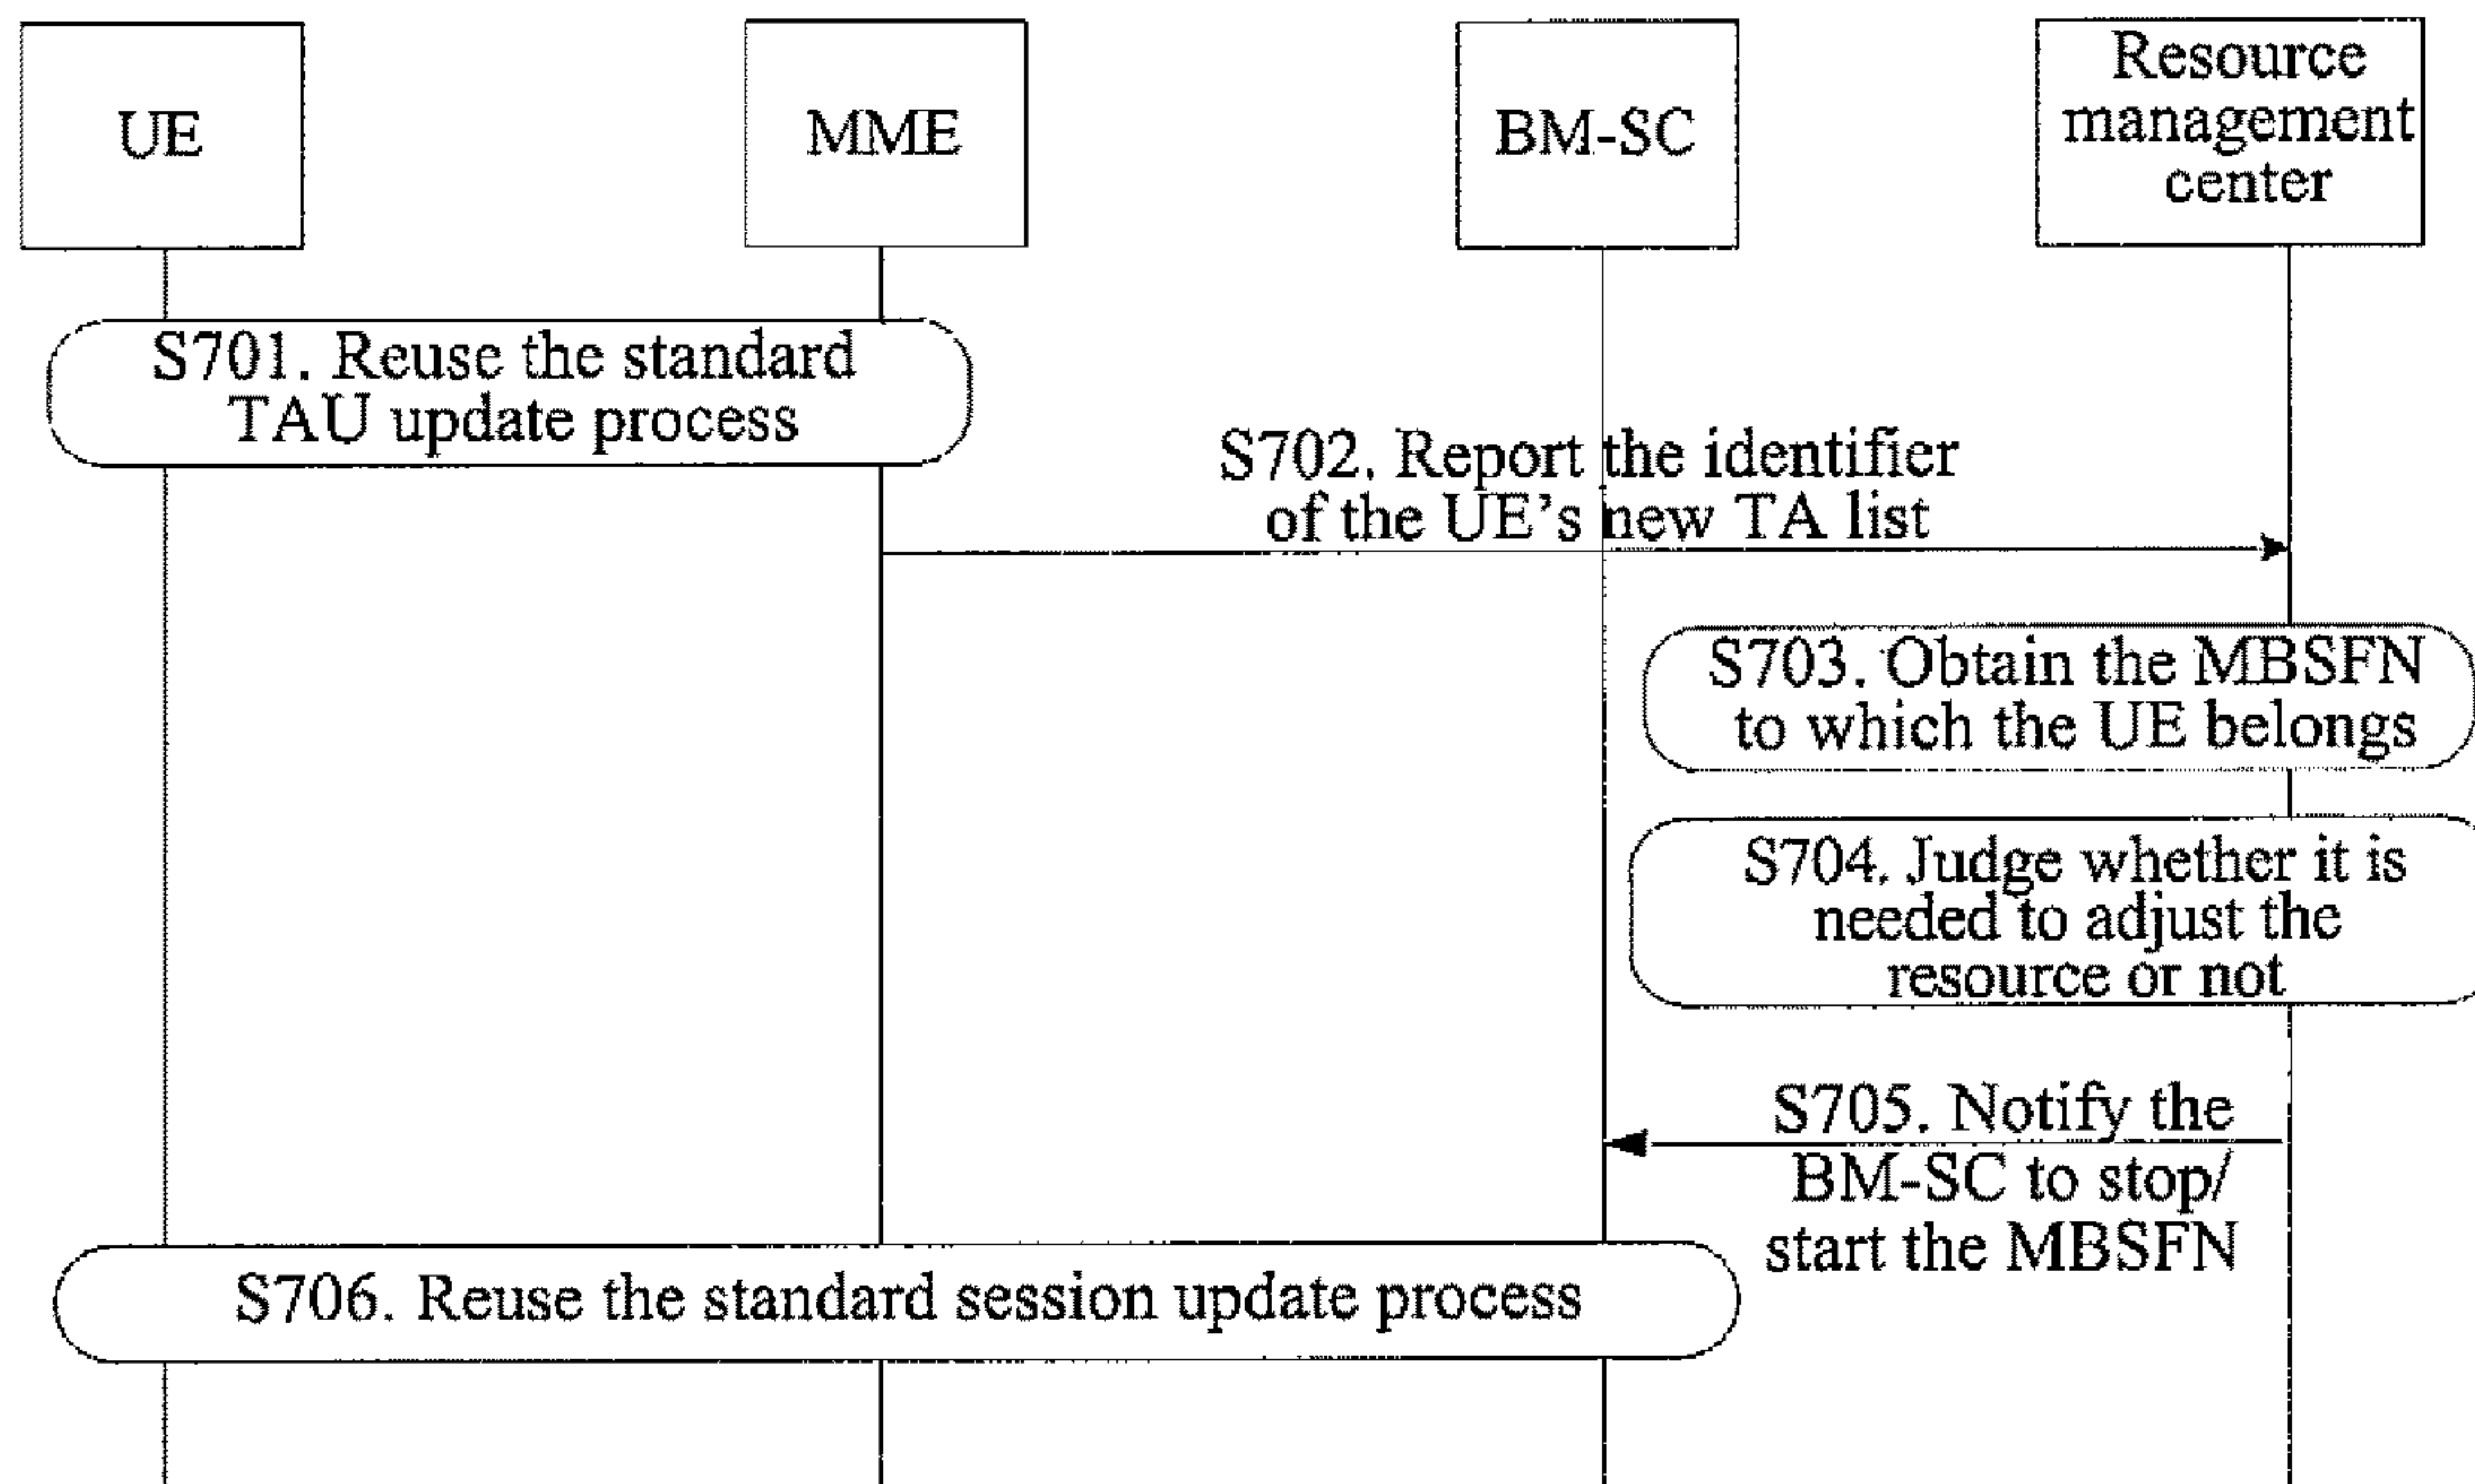 UE
MME
BM-SC
Resource
management
center
S701. Reuse the standard
TAU update process
S702. Report the identifier
of the UE’s new TA list
S703. Obtain the MBSFN
to which the UE belongs
S704. Judge whether it is
needed to adjust the
resource or not
S705. Notify the
BM-SC to stop/
start the MBSFN
S706. Reuse the standard session update process